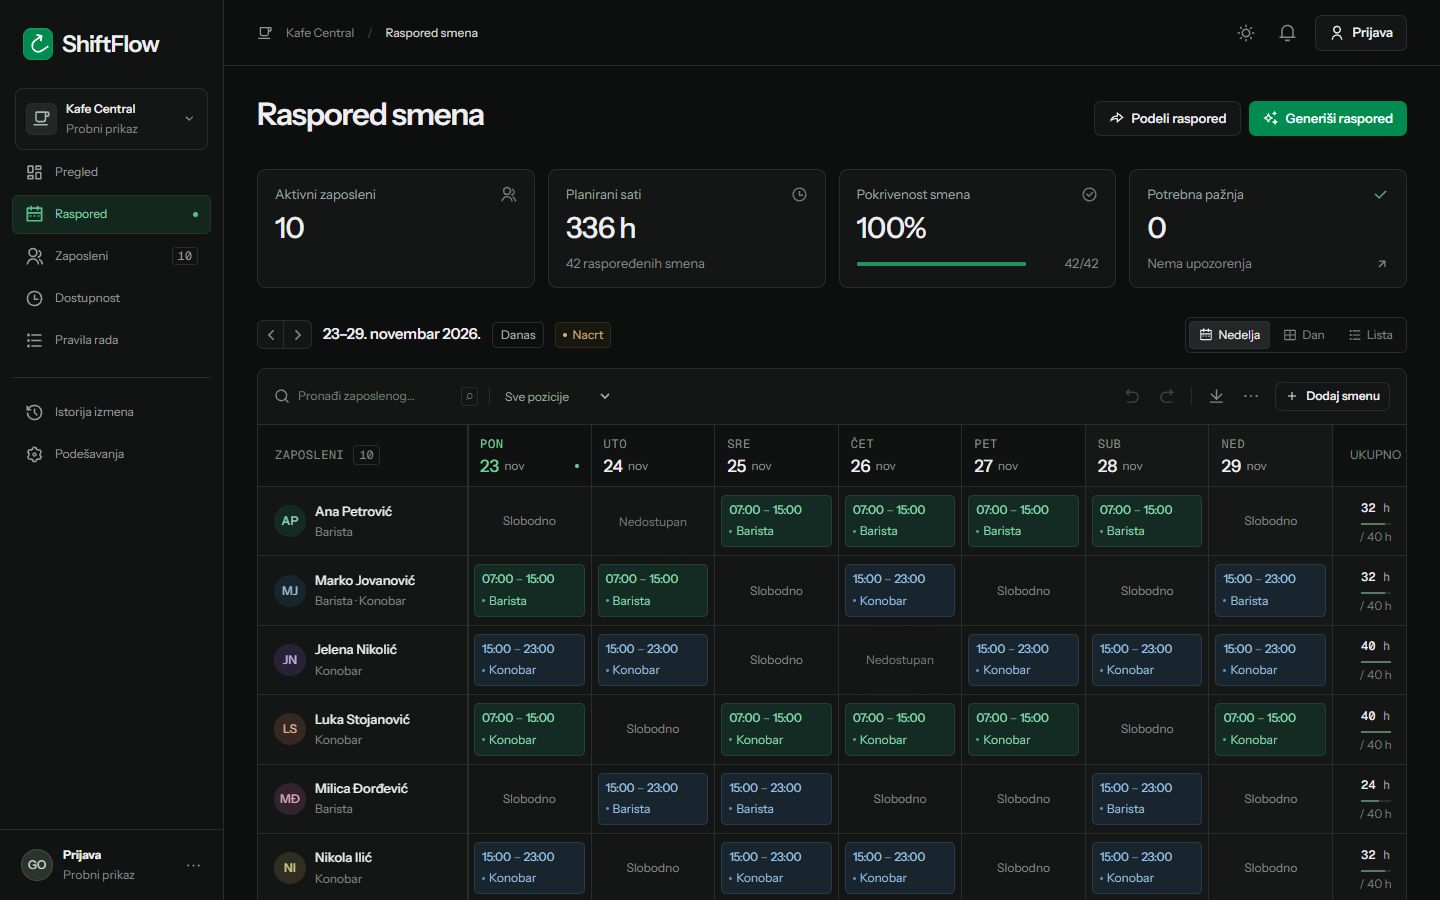 ShiftFlow
Kafe Central
Probni prikaz
Pregled
Raspored
Zaposleni 10
Dostupnost
Pravila rada
Istorija izmena
Podešavanja
GO
Prijava
Probni prikaz
Kafe Central / Raspored smena
Prijava
Raspored smena
Podeli raspored
Generiši raspored
Aktivni zaposleni
10
Planirani sati
336 h
42 raspoređenih smena
Pokrivenost smena
100%
42/42
Potrebna pažnja
0
Nema upozorenja
23–29. novembar 2026. Danas • Nacrt
Nedelja Dan Lista
Pronađi zaposlenog... Sve pozicije
Dodaj smenu
ZAPOSLENI 10
PON 23 nov
UTO 24 nov
SRE 25 nov
ČET 26 nov
PET 27 nov
SUB 28 nov
NED 29 nov
UKUPNO
AP Ana Petrović
Barista
Slobodno
Nedostupan
07:00 – 15:00
• Barista
07:00 – 15:00
• Barista
07:00 – 15:00
• Barista
07:00 – 15:00
• Barista
Slobodno
32 h
/ 40 h
MJ Marko Jovanović
Barista · Konobar
07:00 – 15:00
• Barista
07:00 – 15:00
• Barista
Slobodno
15:00 – 23:00
• Konobar
Slobodno
Slobodno
15:00 – 23:00
• Barista
32 h
/ 40 h
JN Jelena Nikolić
Konobar
15:00 – 23:00
• Konobar
15:00 – 23:00
• Konobar
Slobodno
Nedostupan
15:00 – 23:00
• Konobar
15:00 – 23:00
• Konobar
15:00 – 23:00
• Konobar
40 h
/ 40 h
LS Luka Stojanović
Konobar
07:00 – 15:00
• Konobar
Slobodno
07:00 – 15:00
• Konobar
07:00 – 15:00
• Konobar
07:00 – 15:00
• Konobar
Slobodno
07:00 – 15:00
• Konobar
40 h
/ 40 h
MĐ Milica Đorđević
Barista
Slobodno
15:00 – 23:00
• Barista
15:00 – 23:00
• Barista
Slobodno
Slobodno
15:00 – 23:00
• Barista
Slobodno
24 h
/ 40 h
NI Nikola Ilić
Konobar
15:00 – 23:00
• Konobar
Slobodno
15:00 – 23:00
• Konobar
15:00 – 23:00
• Konobar
Slobodno
15:00 – 23:00
• Konobar
Slobodno
32 h
/ 40 h